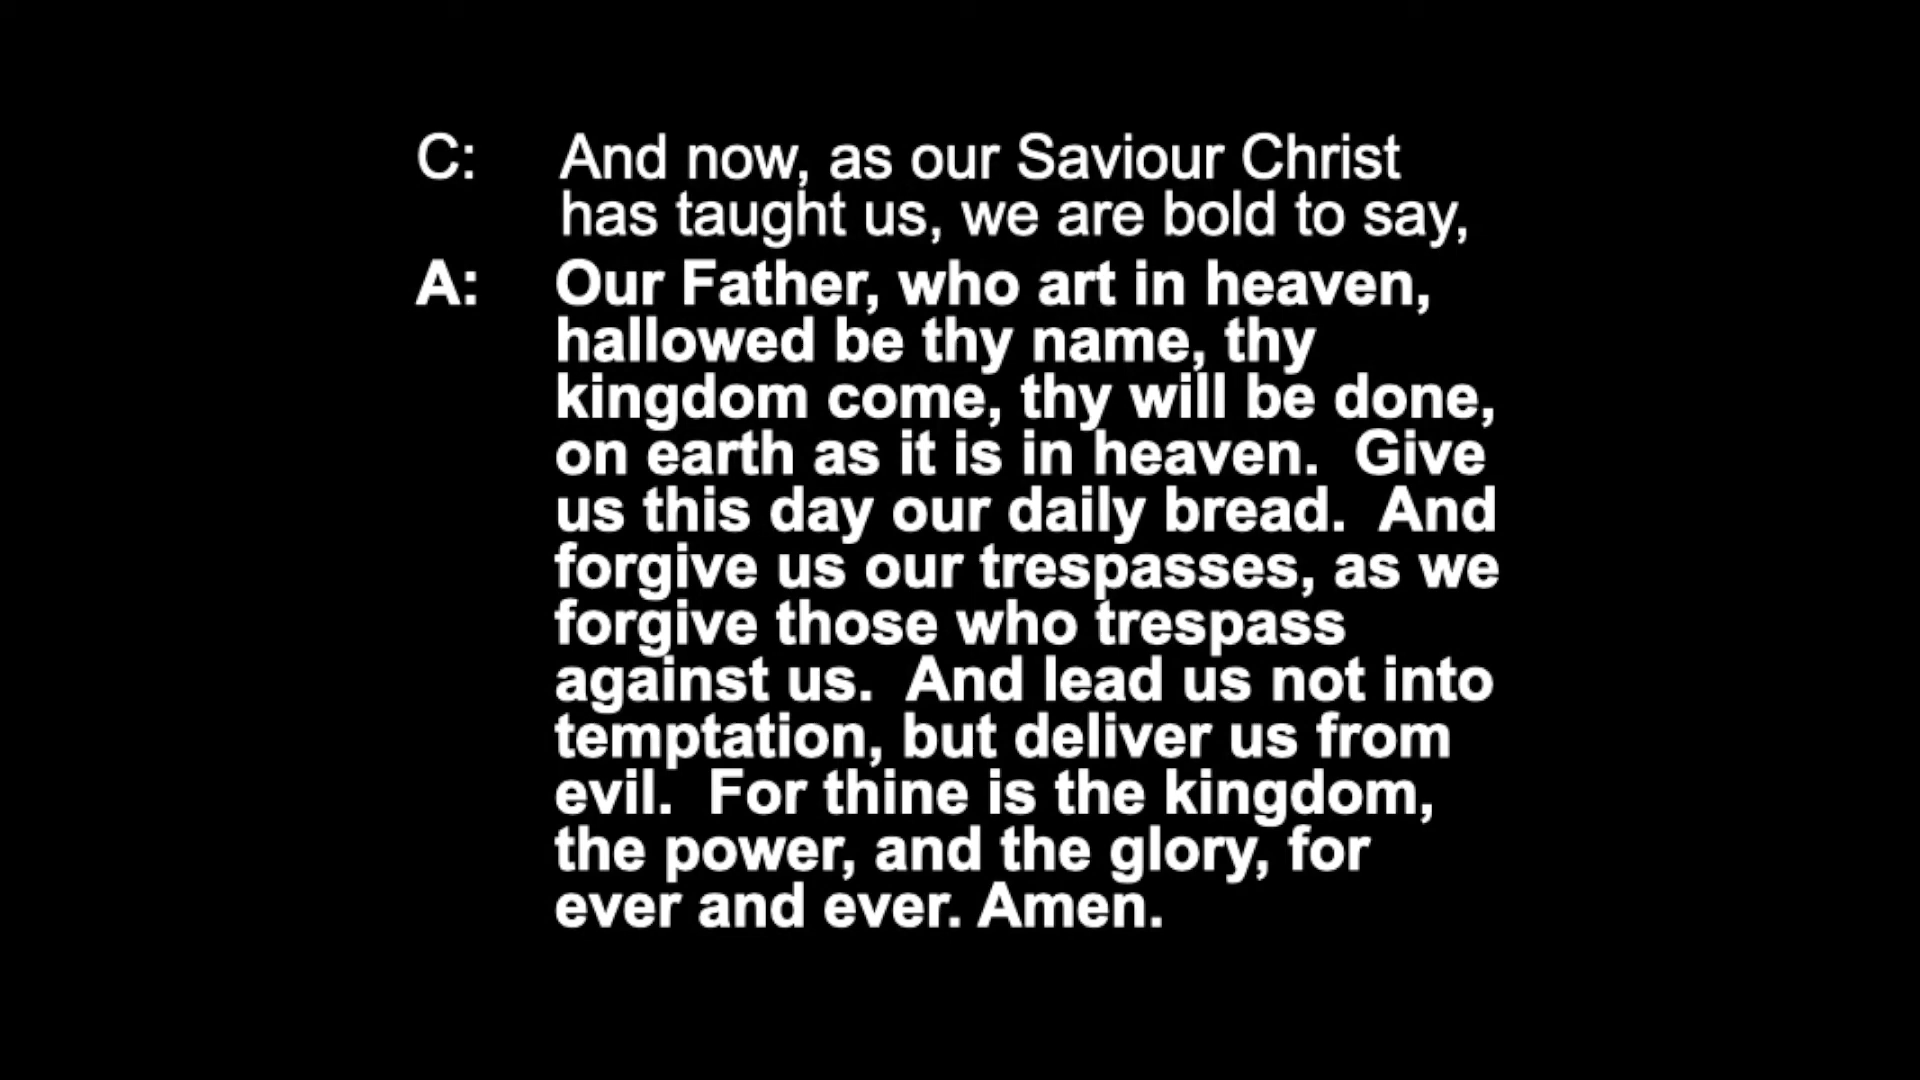 C: And now, as our Saviour Christ
has taught us, we are bold to say,
A: Our Father, who art in heaven,
hallowed be thy name, thy
kingdom come, thy will be done,
on earth as it is in heaven.  Give
us this day our daily bread.  And
forgive us our trespasses, as we
forgive those who trespass
against us.  And lead us not into
temptation, but deliver us from
evil.  For thine is the kingdom,
the power, and the glory, for
ever and ever. Amen.